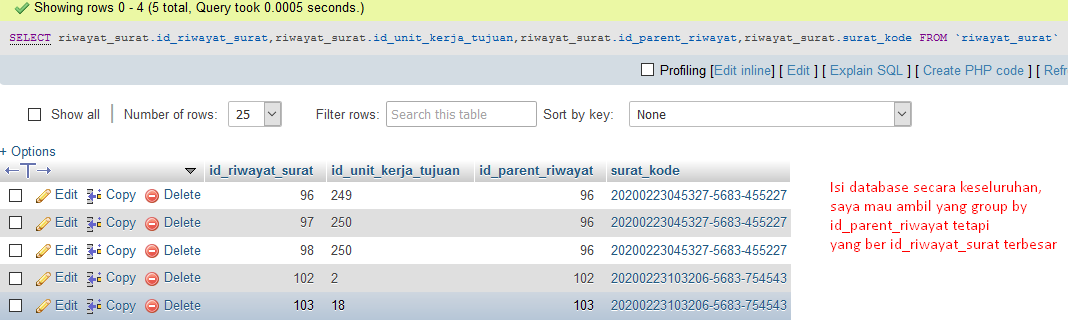 Showing rows 0 - 4 (5 total, Query took 0.0005 seconds.)
SELECT riwayat_surat.id_riwayat_surat,riwayat_surat.id_unit_kerja_tujuan,riwayat_surat.id_parent_riwayat,riwayat_surat.surat_kode FROM `riwayat_surat`
Profiling [Edit inline] [ Edit ] [ Explain SQL ] [ Create PHP code ] [ Refr
Show all | Number of rows: 25 Filter rows: Search this table Sort by key: None
+ Options
id_riwayat_surat id_unit_kerja_tujuan id_parent_riwayat surat_kode
Edit Copy Delete 96 249 96 20200223045327-5683-455227
Edit Copy Delete 97 250 96 20200223045327-5683-455227
Edit Copy Delete 98 250 96 20200223045327-5683-455227
Edit Copy Delete 102 2 102 20200223103206-5683-754543
Edit Copy Delete 103 18 103 20200223103206-5683-754543
Isi database secara keseluruhan,
saya mau ambil yang group by
id_parent_riwayat tetapi
yang ber id_riwayat_surat terbesar